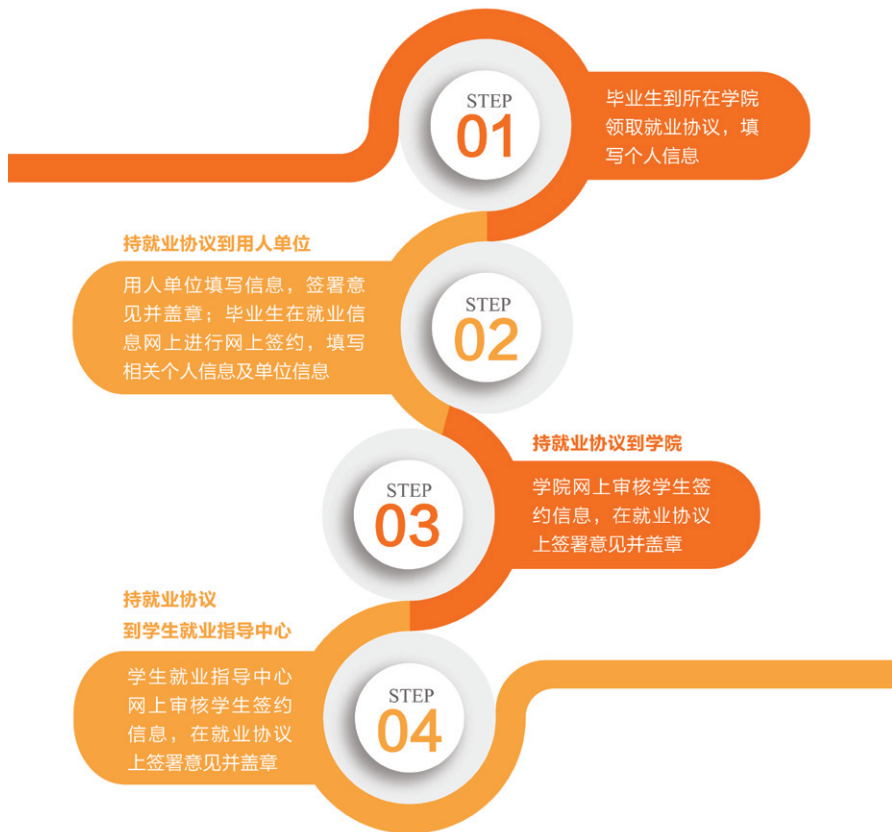 STEP
01
毕业生到所在学院
领取就业协议，填
写个人信息
持就业协议到用人单位
用人单位填写信息，签署意
见并盖章；毕业生在就业信
息网上进行网上签约，填写
相关个人信息及单位信息
STEP
02
持就业协议到学院
学院网上审核学生签
约信息，在就业协议
上签署意见并盖章
STEP
03
持就业协议
到学生就业指导中心
学生就业指导中心
网上审核学生签约
信息，在就业协议
上签署意见并盖章
STEP
04